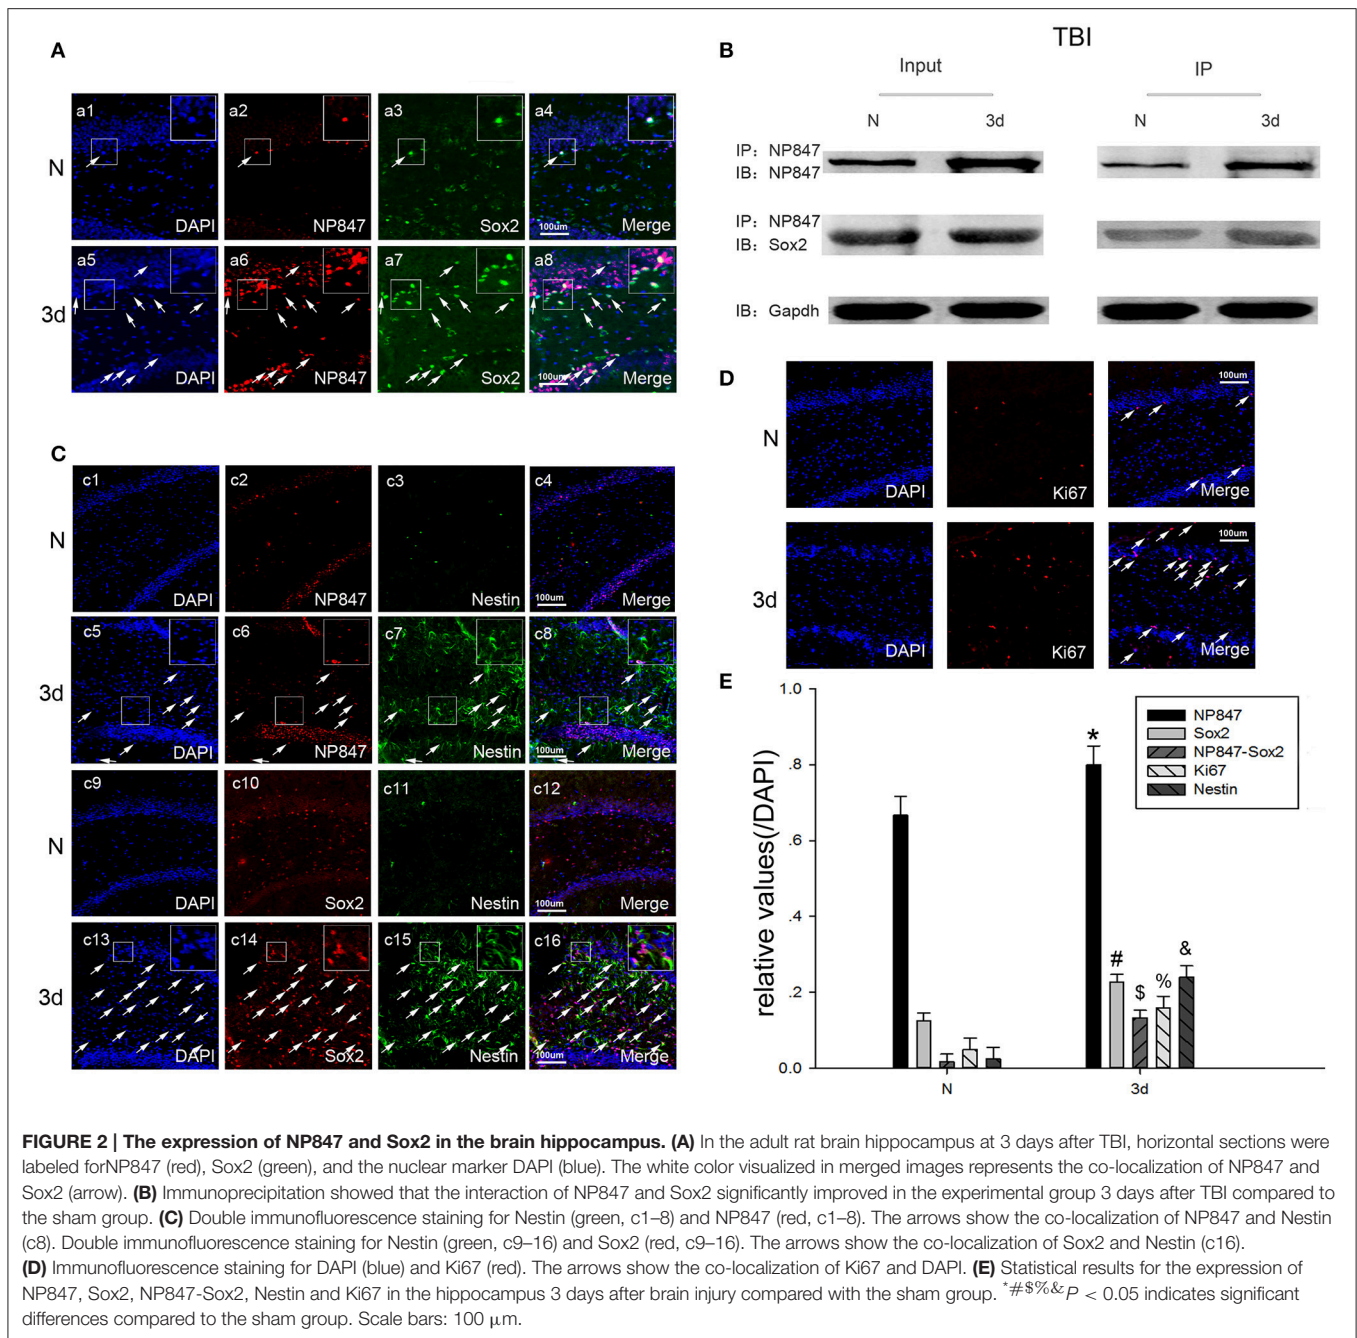 A
a1
a2
a3
a4
N
DAPI
NP847
Sox2
100um
Merge
a5
a6
a7
a8
3d
DAPI
NP847
Sox2
100um
Merge
B
TBI
Input
IP
N
3d
N
3d
IP: NP847
IB: NP847
IP: NP847
IB: Sox2
IB: Gapdh
C
c1
c2
c3
c4
N
DAPI
NP847
Nestin
100um
Merge
c5
c6
c7
c8
3d
DAPI
NP847
Nestin
100um
Merge
c9
c10
c11
c12
N
DAPI
Sox2
Nestin
100um
Merge
c13
c14
c15
c16
3d
DAPI
Sox2
Nestin
100um
Merge
D
100um
N
DAPI
Ki67
Merge
100um
3d
DAPI
Ki67
Merge
E
relative values(/DAPI)
1.0
.8
.6
.4
.2
0.0
NP847
Sox2
NP847-Sox2
Ki67
Nestin
*
#
$
%
&
N
3d
FIGURE 2 | The expression of NP847 and Sox2 in the brain hippocampus. (A) In the adult rat brain hippocampus at 3 days after TBI, horizontal sections were
labeled forNP847 (red), Sox2 (green), and the nuclear marker DAPI (blue). The white color visualized in merged images represents the co-localization of NP847 and
Sox2 (arrow). (B) Immunoprecipitation showed that the interaction of NP847 and Sox2 significantly improved in the experimental group 3 days after TBI compared to
the sham group. (C) Double immunofluorescence staining for Nestin (green, c1–8) and NP847 (red, c1–8). The arrows show the co-localization of NP847 and Nestin
(c8). Double immunofluorescence staining for Nestin (green, c9–16) and Sox2 (red, c9–16). The arrows show the co-localization of Sox2 and Nestin (c16).
(D) Immunofluorescence staining for DAPI (blue) and Ki67 (red). The arrows show the co-localization of Ki67 and DAPI. (E) Statistical results for the expression of
NP847, Sox2, NP847-Sox2, Nestin and Ki67 in the hippocampus 3 days after brain injury compared with the sham group. *#$%&P < 0.05 indicates significant
differences compared to the sham group. Scale bars: 100 μm.